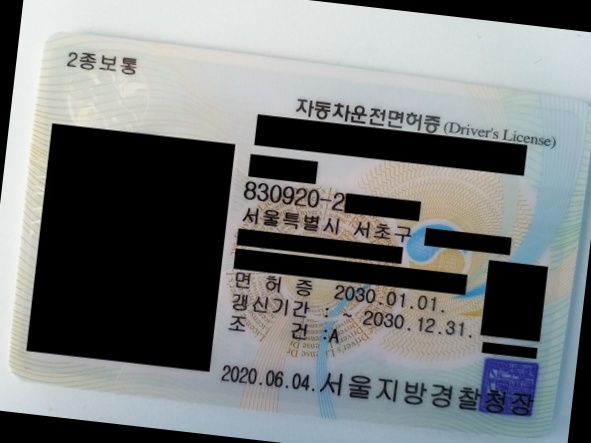 2종보통
자동차운전면허증 (Driver's License)
830920-2
서울특별시 서초구
면 허 증 2030.01.01.
갱신기간 : ~ 2030.12.31.
조 건 :A
2020.06.04. 서울지방경찰청장